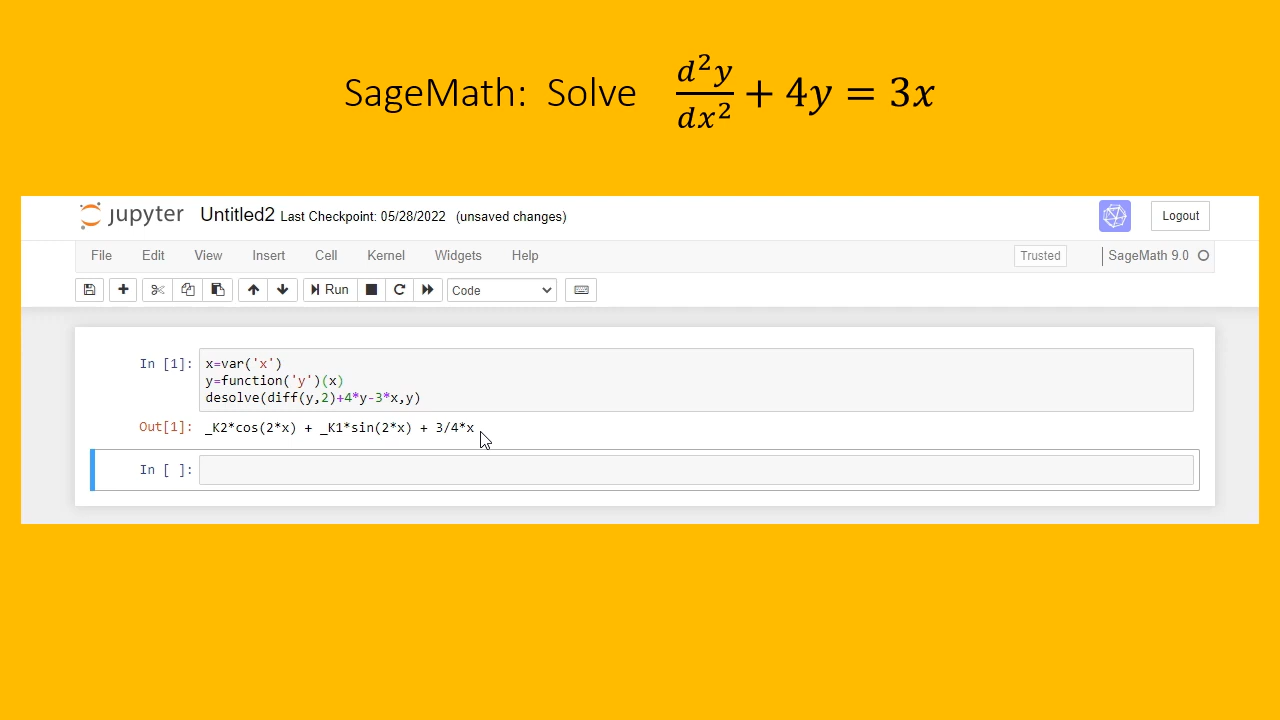 SageMath: Solve d²y/dx² + 4y = 3x
jupyter Untitled2 Last Checkpoint: 05/28/2022 (unsaved changes) Logout
File Edit View Insert Cell Kernel Widgets Help Trusted SageMath 9.0
Run Code
In [1]: x=var('x')
y=function('y')(x)
desolve(diff(y,2)+4*y-3*x,y)
Out[1]: _K2*cos(2*x) + _K1*sin(2*x) + 3/4*x
In [ ]: